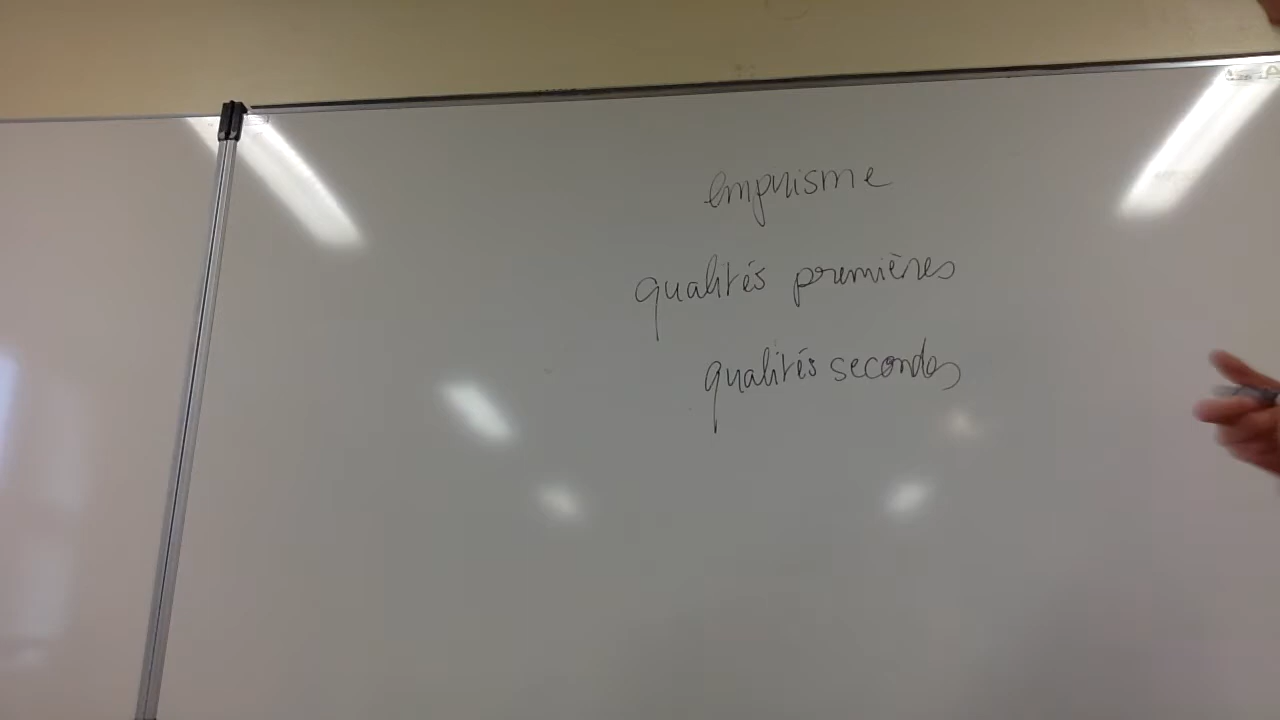 empirisme
qualités premières
qualités secondes